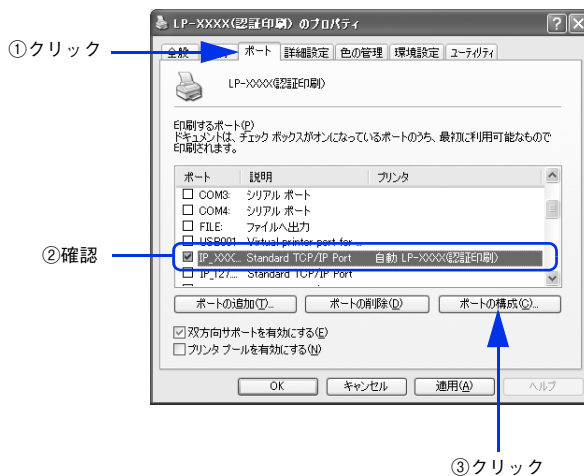 LP-XXXX(認証印刷) のプロパティ
①クリック
全般
ポート
詳細設定
色の管理
環境設定
ユーティリティ
LP-XXXX(認証印刷)
印刷するポート(P)
ドキュメントは、チェック ボックスがオンになっているポートのうち、最初に利用可能なもので
印刷されます。
ポート 説明 プリンタ
COM3: シリアル ポート
COM4: シリアル ポート
FILE: ファイルへ出力
USB001 Virtual printer port for ...
②確認
IP_XXX... Standard TCP/IP Port 自動 LP-XXXX(認証印刷)
IP_127... Standard TCP/IP Port
ポートの追加(T)... ポートの削除(D) ポートの構成(C)...
双方向サポートを有効にする(E)
プリンタ プールを有効にする(N)
OK キャンセル 適用(A) ヘルプ
③クリック